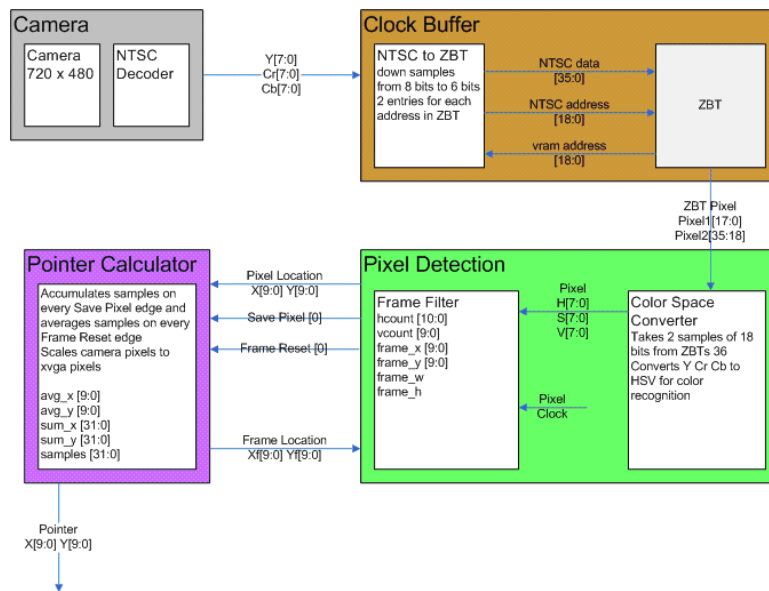 Camera
Camera
720 x 480
NTSC
Decoder
Y[7:0]
Cr[7:0]
Cb[7:0]
Clock Buffer
NTSC to ZBT
down samples
from 8 bits to 6 bits
2 entries for each
address in ZBT
NTSC data
[35:0]
NTSC address
[18:0]
vram address
[18:0]
ZBT
ZBT Pixel
Pixel1[17:0]
Pixel2[35:18]
Pointer Calculator
Accumulates samples on
every Save Pixel edge and
averages samples on every
Frame Reset edge
Scales camera pixels to
xvga pixels
avg_x [9:0]
avg_y [9:0]
sum_x [31:0]
sum_y [31:0]
samples [31:0]
Pixel Location
X[9:0] Y[9:0]
Save Pixel [0]
Frame Reset [0]
Frame Location
Xf[9:0] Yf[9:0]
Pixel Detection
Frame Filter
hcount [10:0]
vcount [9:0]
frame_x [9:0]
frame_y [9:0]
frame_w
frame_h
Pixel
H[7:0]
S[7:0]
V[7:0]
Pixel
Clock
Color Space
Converter
Takes 2 samples of 18
bits from ZBTs 36
Converts Y Cr Cb to
HSV for color
recognition
Pointer
X[9:0] Y[9:0]